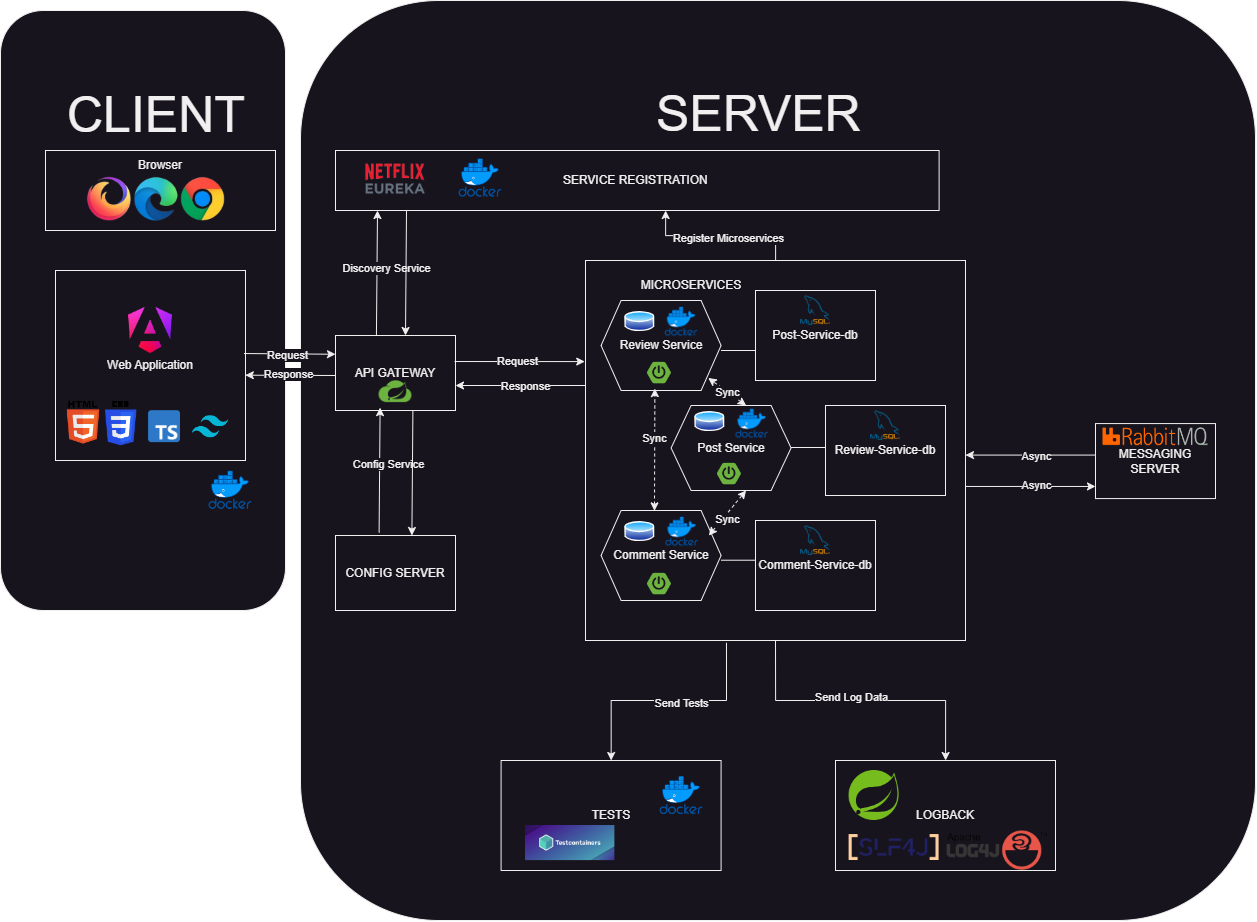 CLIENT
Browser
Web Application
HTML
5
CSS
3
TS
docker
SERVER
NETFLIX
EUREKA
docker
SERVICE REGISTRATION
Discovery Service
Register Microservices
Request
Response
API GATEWAY
Request
Response
Config Service
CONFIG SERVER
MICROSERVICES
docker
Review Service
MySQL
Post-Service-db
Sync
Sync
docker
Post Service
MySQL
Review-Service-db
Sync
docker
Comment Service
MySQL
Comment-Service-db
Async
Async
RabbitMQ
MESSAGING
SERVER
Send Tests
Send Log Data
docker
TESTS
Testcontainers
LOGBACK
[SLF4J]
Apache
LOG4J